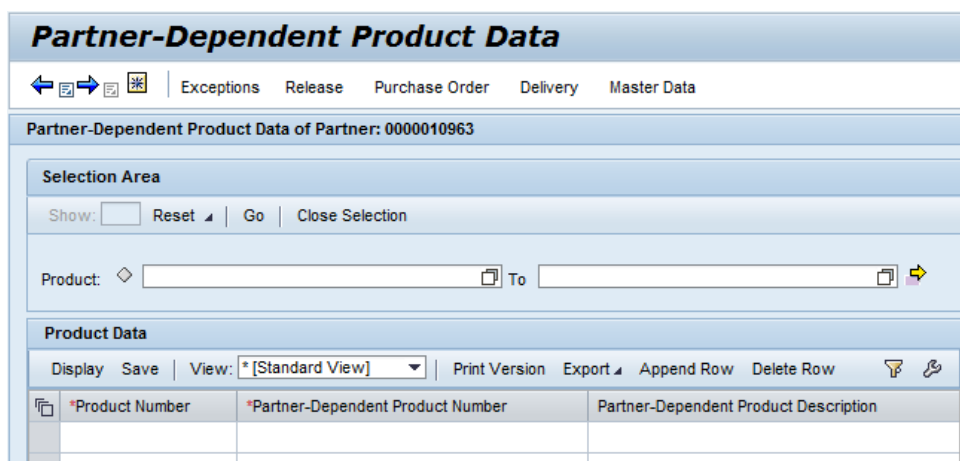 Partner-Dependent Product Data
Exceptions Release Purchase Order Delivery Master Data
Partner-Dependent Product Data of Partner: 0000010963
Selection Area
Show: Reset Go Close Selection
Product: To
Product Data
Display Save View: * [Standard View] Print Version Export Append Row Delete Row
*Product Number *Partner-Dependent Product Number Partner-Dependent Product Description